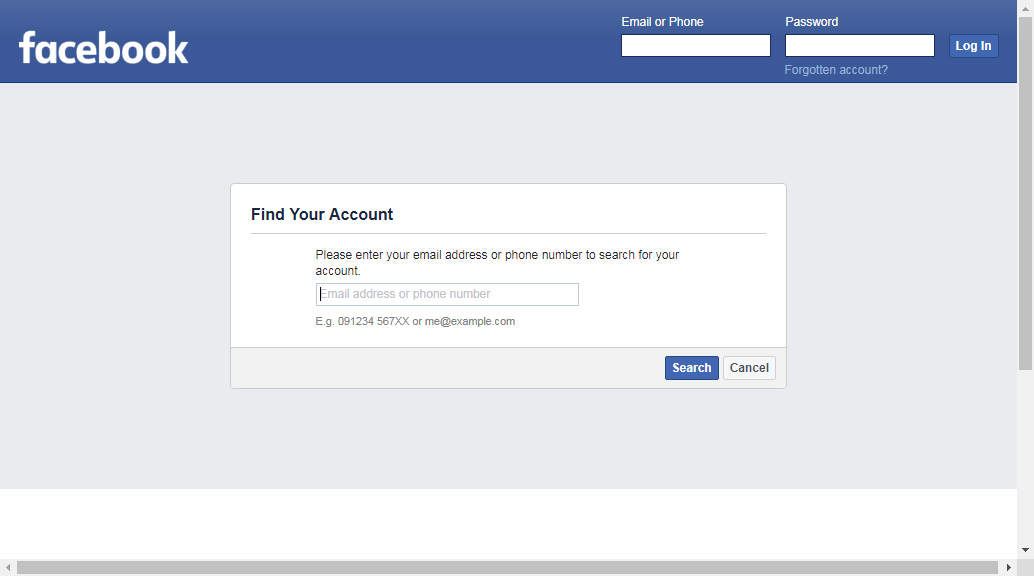 facebook
Email or Phone
Password
Log In
Forgotten account?
Find Your Account
Please enter your email address or phone number to search for your
account.
Email address or phone number
E.g. 091234 567XX or me@example.com
Search
Cancel